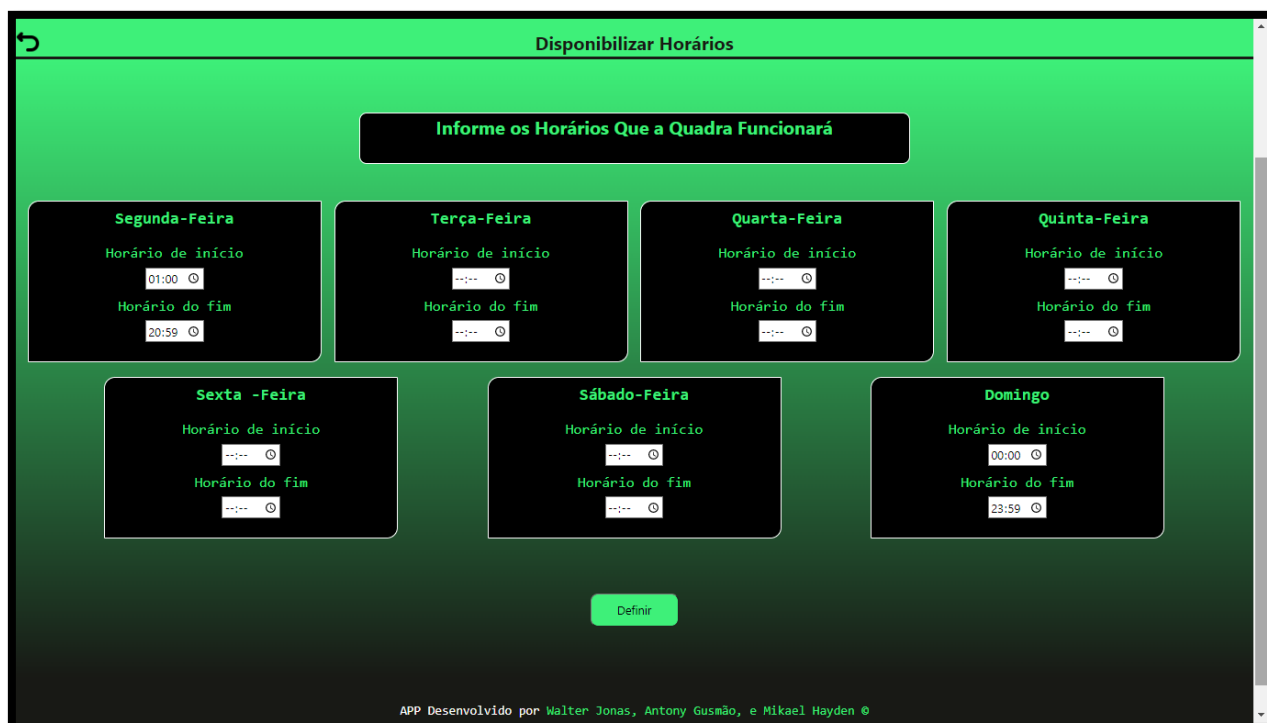 Disponibilizar Horários
Informe os Horários Que a Quadra Funcionará
Segunda-Feira
Horário de início
01:00
Horário do fim
20:59
Terça-Feira
Horário de início
--:--
Horário do fim
--:--
Quarta-Feira
Horário de início
--:--
Horário do fim
--:--
Quinta-Feira
Horário de início
--:--
Horário do fim
--:--
Sexta -Feira
Horário de início
--:--
Horário do fim
--:--
Sábado-Feira
Horário de início
--:--
Horário do fim
--:--
Domingo
Horário de início
00:00
Horário do fim
23:59
Definir
APP Desenvolvido por Walter Jonas, Antony Gusmão, e Mikael Hayden ©